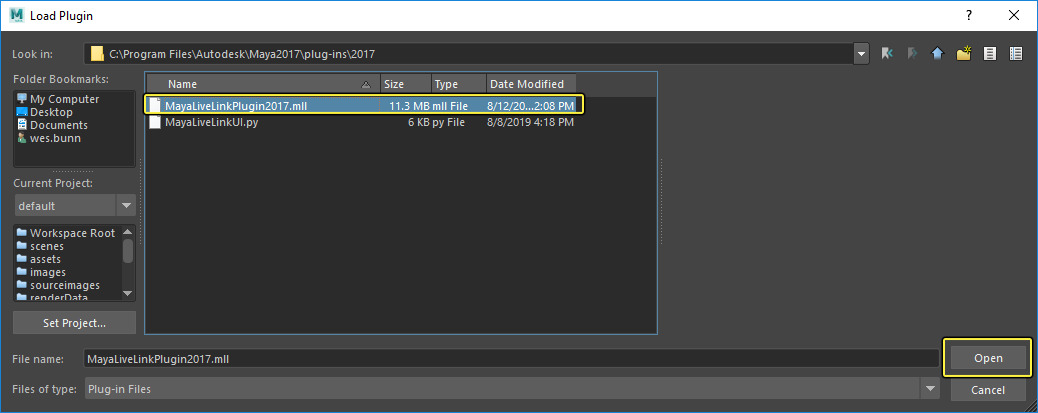 Load Plugin
?
Look in: C:\Program Files\Autodesk\Maya2017\plug-ins\2017
Folder Bookmarks:
My Computer
Desktop
Documents
wes.bunn
Name Size Type Date Modified
MayaLiveLinkPlugin2017.mll 11.3 MB mll File 8/12/20...2:08 PM
MayaLiveLinkUI.py 6 KB py File 8/8/2019 4:18 PM
Current Project:
default
Workspace Root
scenes
assets
images
sourceimages
renderData
Set Project...
File name: MayaLiveLinkPlugin2017.mll
Open
Files of type: Plug-in Files
Cancel